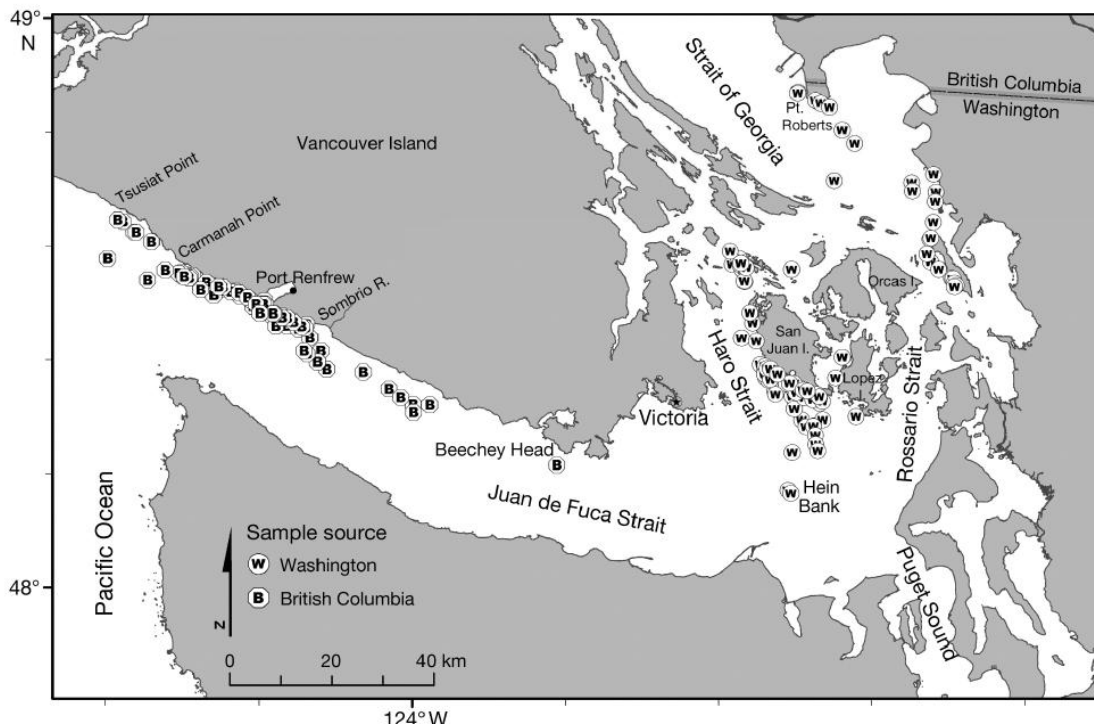 49°
N
British Columbia
Washington
Strait of Georgia
Pt.
Roberts
Vancouver Island
Tsusiat Point
Carmanah Point
Port Renfrew
Sombrio R.
Orcas I.
San
Juan I.
Lopez
Haro Strait
Rossario Strait
Victoria
Beechey Head
Juan de Fuca Strait
Hein
Bank
Pacific Ocean
Puget Sound
Sample source
W Washington
B British Columbia
N
0 20 40 km
48°
124° W